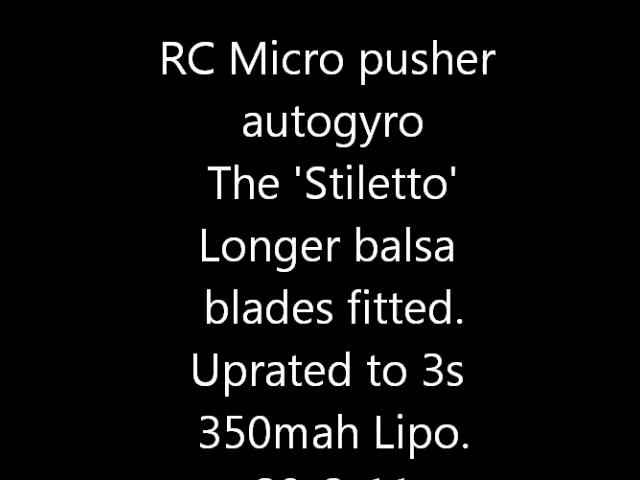 RC Micro pusher
autogyro
The 'Stiletto'
Longer balsa
blades fitted.
Uprated to 3s
350mah Lipo.